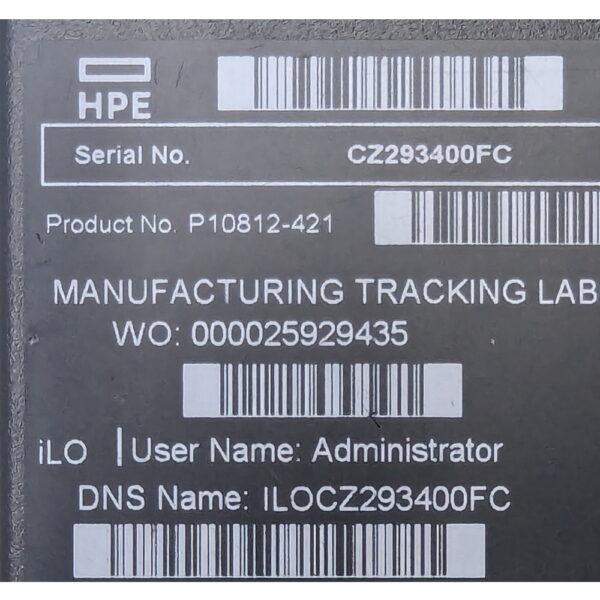 HPE
Serial No. CZ293400FC
Product No. P10812-421
MANUFACTURING TRACKING LAB
WO: 000025929435
iLO | User Name: Administrator
DNS Name: ILOCZ293400FC